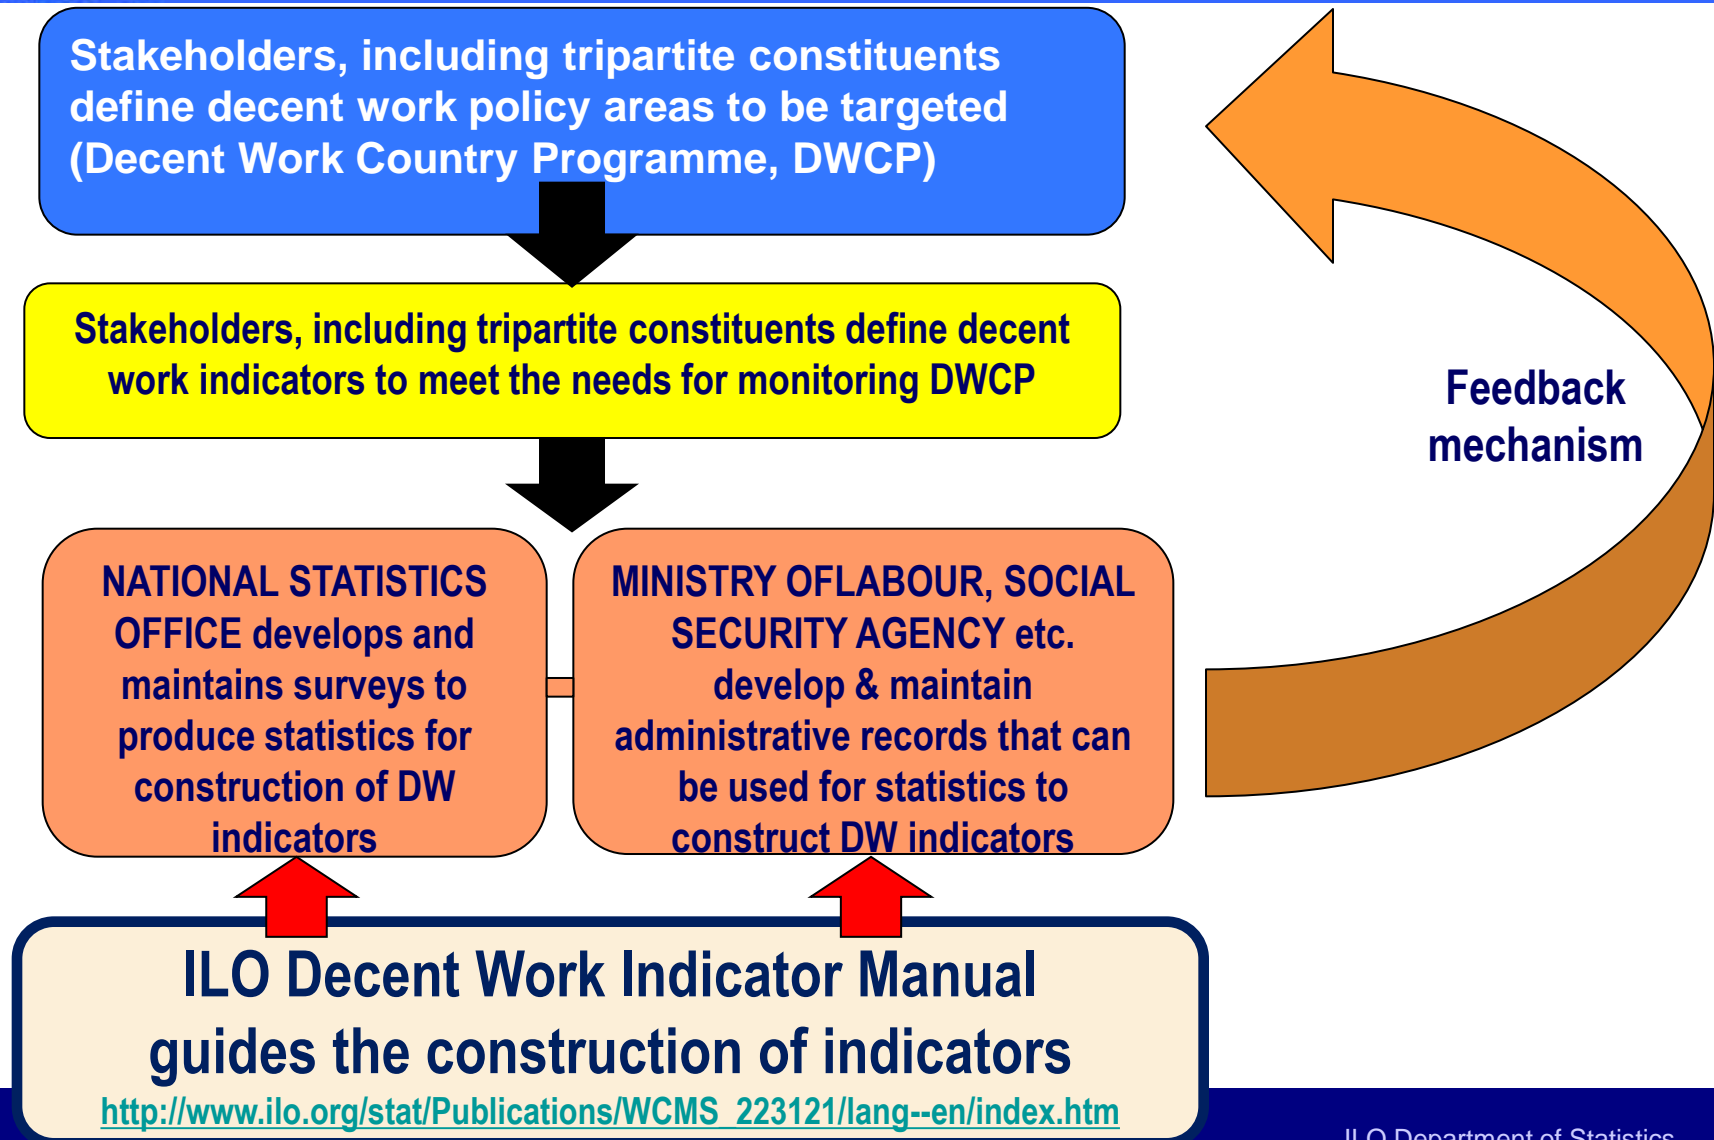 Stakeholders, including tripartite constituents
define decent work policy areas to be targeted
(Decent Work Country Programme, DWCP)
Stakeholders, including tripartite constituents define decent
work indicators to meet the needs for monitoring DWCP
Feedback
mechanism
NATIONAL STATISTICS
OFFICE develops and
maintains surveys to
produce statistics for
construction of DW
indicators
MINISTRY OFLABOUR, SOCIAL
SECURITY AGENCY etc.
develop & maintain
administrative records that can
be used for statistics to
construct DW indicators
ILO Decent Work Indicator Manual
guides the construction of indicators
http://www.ilo.org/stat/Publications/WCMS_223121/lang--en/index.htm
ILO Department of Statistics